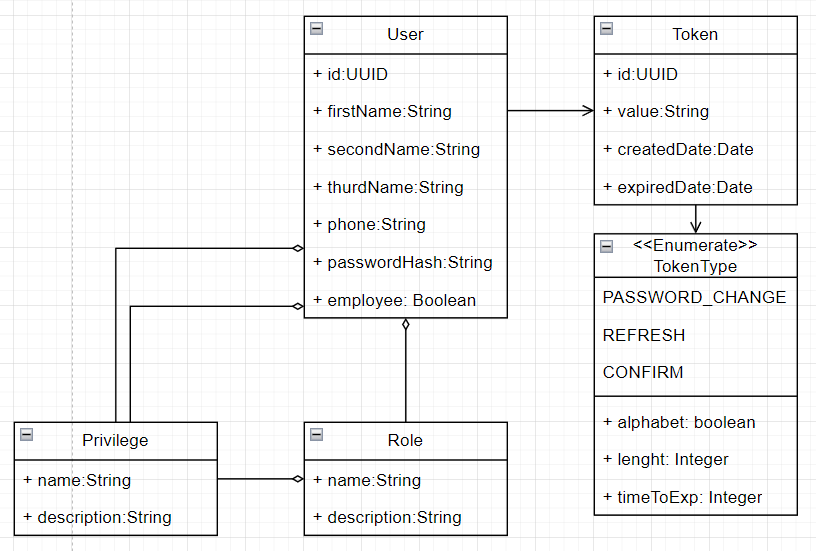 User
+ id:UUID
+ firstName:String
+ secondName:String
+ thurdName:String
+ phone:String
+ passwordHash:String
+ employee: Boolean
Token
+ id:UUID
+ value:String
+ createdDate:Date
+ expiredDate:Date
<<Enumerate>>
TokenType
PASSWORD_CHANGE
REFRESH
CONFIRM
+ alphabet: boolean
+ lenght: Integer
+ timeToExp: Integer
Privilege
+ name:String
+ description:String
Role
+ name:String
+ description:String